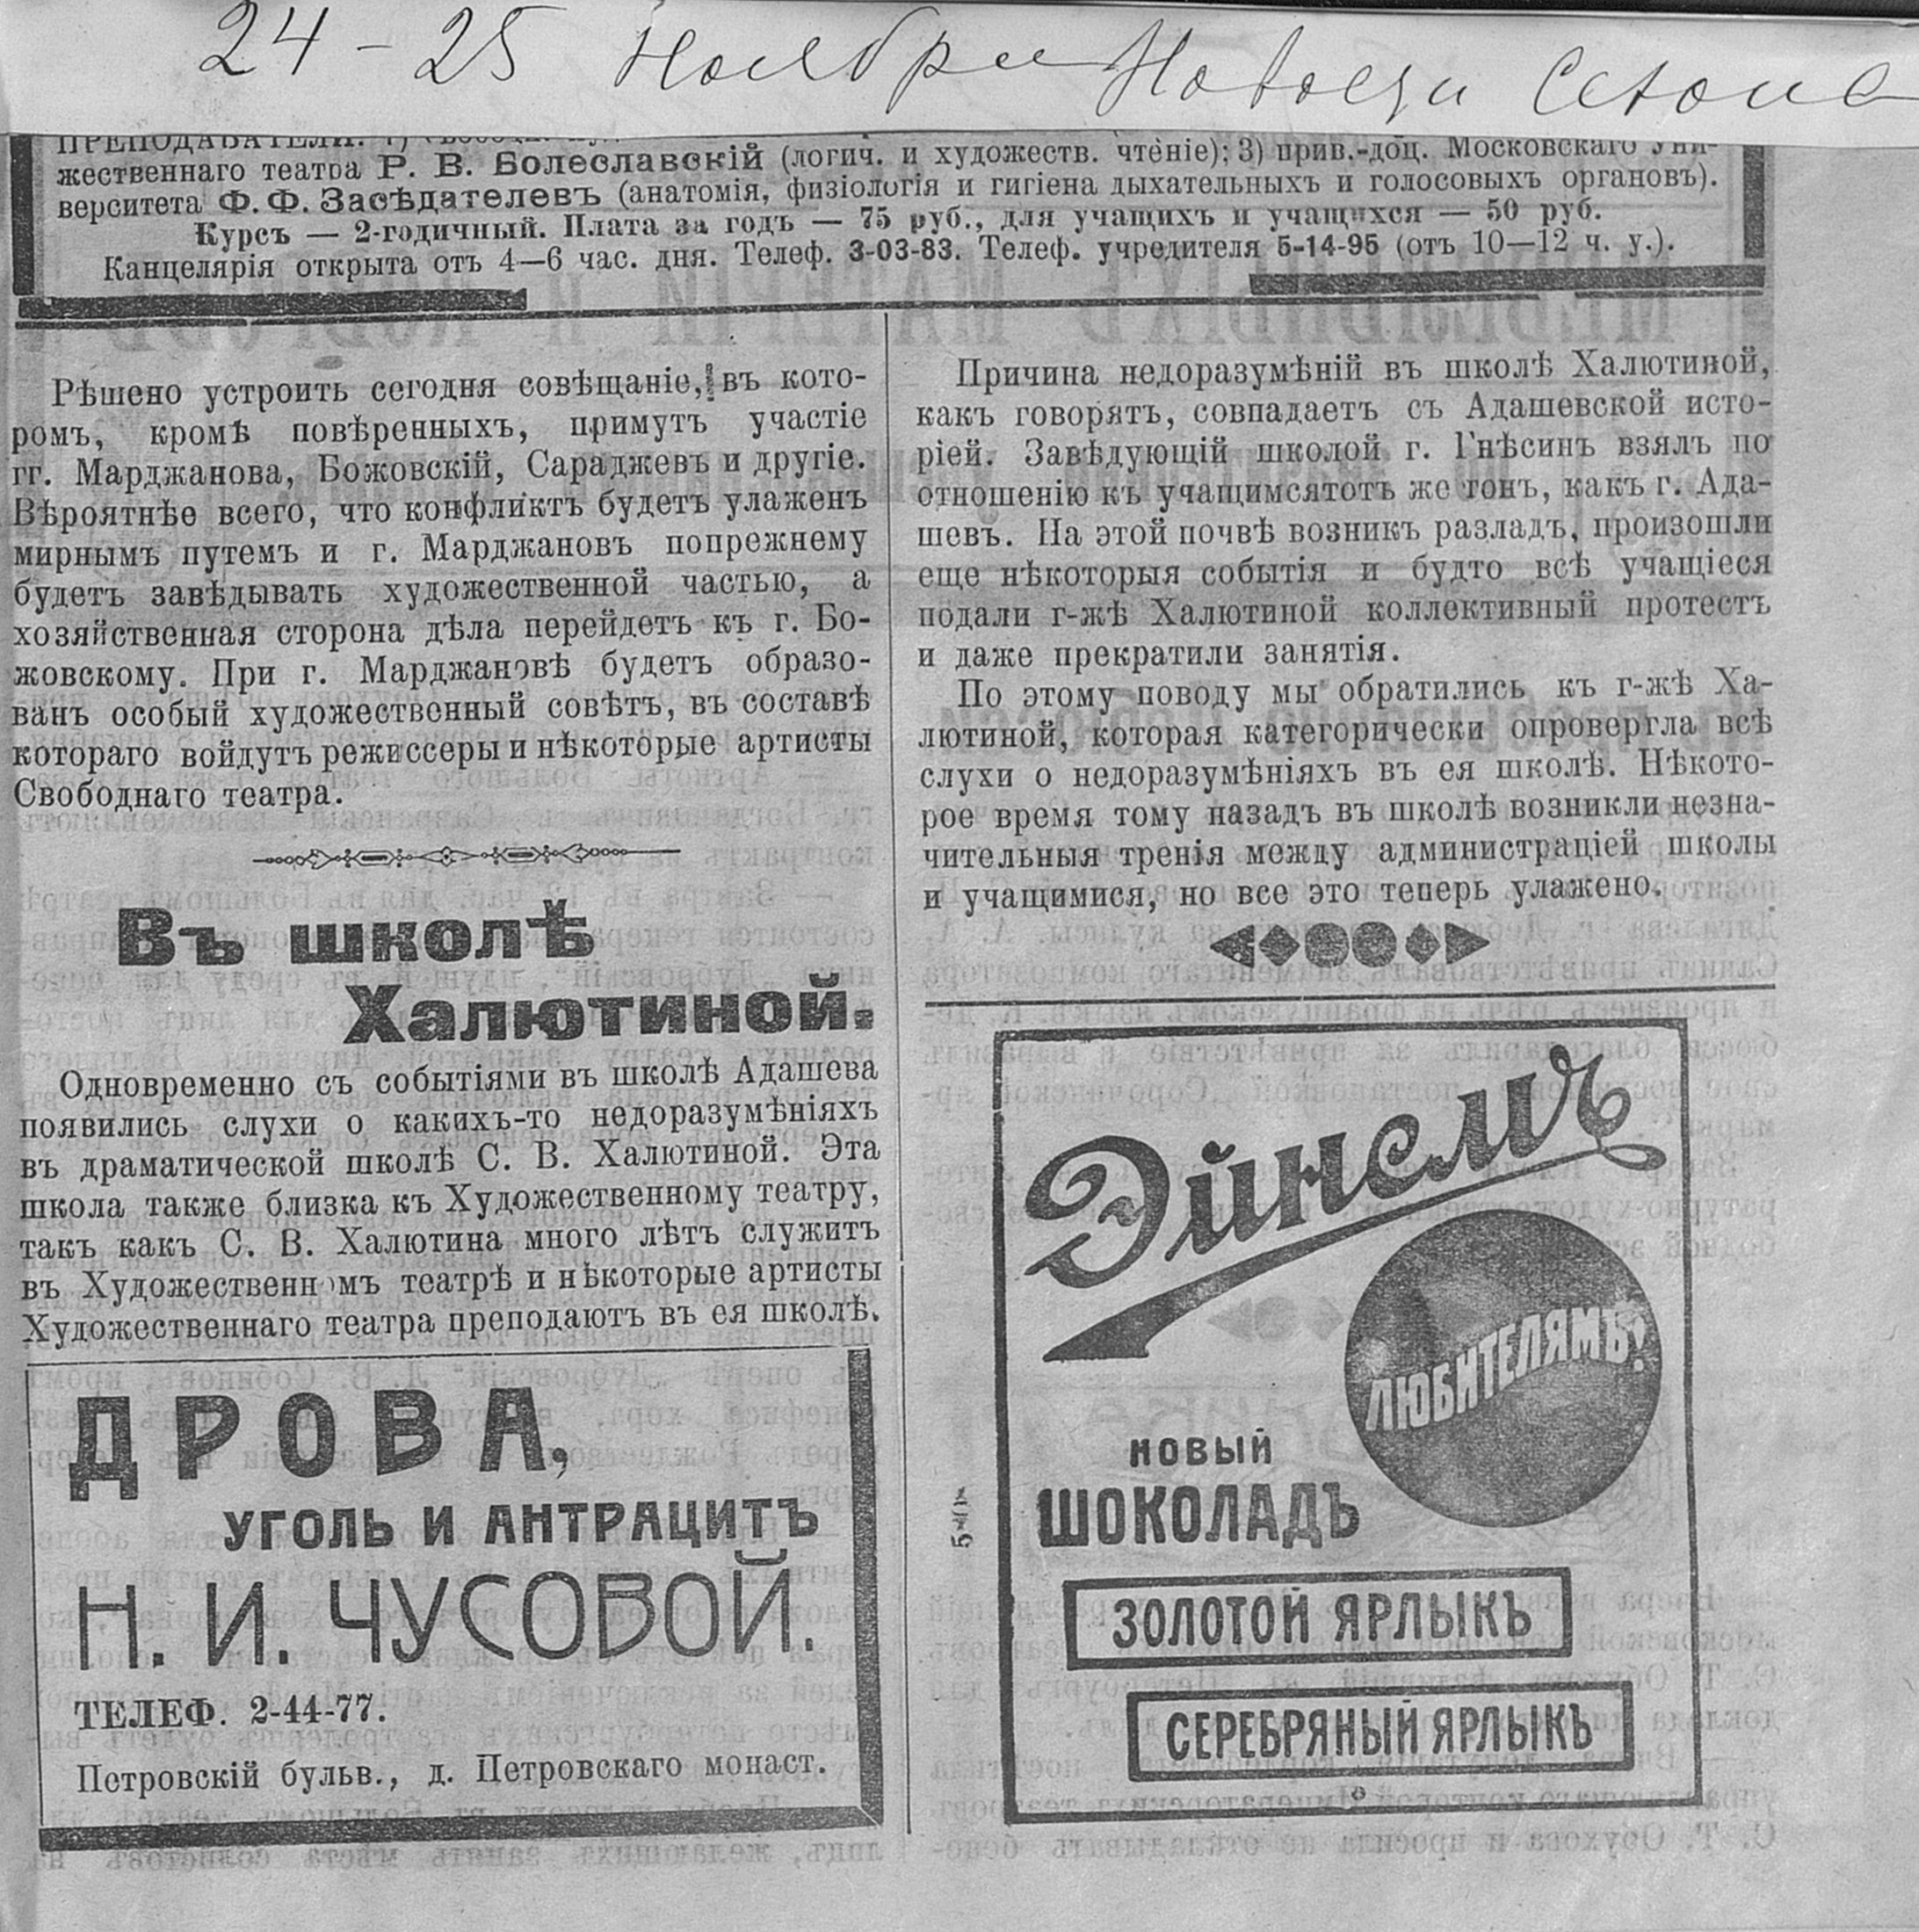 24 – 25 Ноября Новости Сезона
ПРЕПОДАВАТЕЛИ:
жественнаго театра Р. В. Болеславскій (логич. и художеств. чтеніе); 3) прив.-доц. Московскаго Уни-
верситета Ф. Ф. Засѣдателевъ (анатомія, физіологія и гигіена дыхательныхъ и голосовыхъ органовъ).
Курсъ — 2-годичный. Плата за годъ — 75 руб., для учащихъ и учащихся — 50 руб.
Канцелярія открыта отъ 4—6 час. дня. Телеф. 3-03-83. Телеф. учредителя 5-14-95 (отъ 10—12 ч. у.).
Рѣшено устроить сегодня совѣщаніе, въ кото-
ромъ, кромѣ повѣренныхъ, примутъ участіе
гг. Марджанова, Божовскій, Сараджевъ и другіе.
Вѣроятнѣе всего, что конфликтъ будетъ улаженъ
мирнымъ путемъ и г. Марджановъ попрежнему
будетъ завѣдывать художественной частью, а
хозяйственная сторона дѣла перейдетъ къ г. Бо-
жовскому. При г. Марджановѣ будетъ образо-
ванъ особый художественный совѣтъ, въ составѣ
котораго войдутъ режиссеры и нѣкоторые артисты
Свободнаго театра.
Въ школѣ
Халютиной.
Одновременно съ событіями въ школѣ Адашева
появились слухи о какихъ-то недоразумѣніяхъ
въ драматической школѣ С. В. Халютиной. Эта
школа также близка къ Художественному театру,
такъ какъ С. В. Халютина много лѣтъ служитъ
въ Художественномъ театрѣ и нѣкоторые артисты
Художественнаго театра преподаютъ въ ея школѣ.
ДРОВА,
УГОЛЬ И АНТРАЦИТЪ
Н. И. ЧУСОВОЙ.
ТЕЛЕФ. 2-44-77.
Петровскій бульв., д. Петровскаго монаст.
Причина недоразумѣній въ школѣ Халютиной,
какъ говорятъ, совпадаетъ съ Адашевской исто-
ріей. Завѣдующій школой г. Гнѣсинъ взялъ по
отношенію къ учащимсятотъ же тонъ, какъ г. Ада-
шевъ. На этой почвѣ возникъ разладъ, произошли
еще нѣкоторыя событія и будто всѣ учащіеся
подали г-жѣ Халютиной коллективный протестъ
и даже прекратили занятія.
По этому поводу мы обратились къ г-жѣ Ха-
лютиной, которая категорически опровергла всѣ
слухи о недоразумѣніяхъ въ ея школѣ. Нѣкото-
рое время тому назадъ въ школѣ возникли незна-
чительныя тренія между администраціей школы
и учащимися, но все это теперь улажено.
Эйнемъ
ЛЮБИТЕЛЯМЪ?
НОВЫЙ
ШОКОЛАДЪ
ЗОЛОТОЙ ЯРЛЫКЪ
СЕРЕБРЯНЫЙ ЯРЛЫКЪ